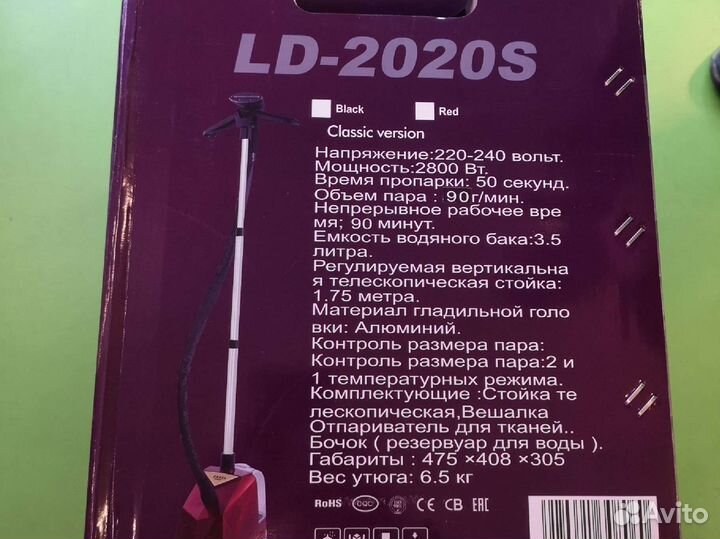 LD-2020S
Black
Red
Classic version
Напряжение:220-240 вольт.
Мощность:2800 Вт.
Время пропарки: 50 секунд.
Объем пара : 90г/мин.
Непрерывное рабочее вре
мя; 90 минут.
Емкость водяного бака:3.5
литра.
Регулируемая вертикальна
я телескопическая стойка:
1.75 метра.
Материал гладильной голо
вки: Алюминий.
Контроль размера пара:
Контроль размера пара:2 и
1 температурных режима.
Комплектующие :Стойка те
лескопическая,Вешалка
Отпариватель для тканей..
Бочок ( резервуар для воды ).
Габариты : 475 ×408 ×305
Вес утюга: 6.5 кг
RoHS CQC CE CB EAC
Avito